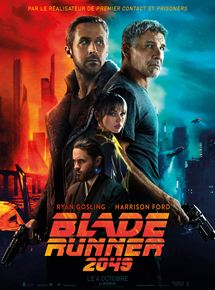 PAR LE RÉALISATEUR DE PREMIER CONTACT ET PRISONERS
RYAN GOSLING HARRISON FORD
BLADE
RUNNER
2049
LE 4 OCTOBRE